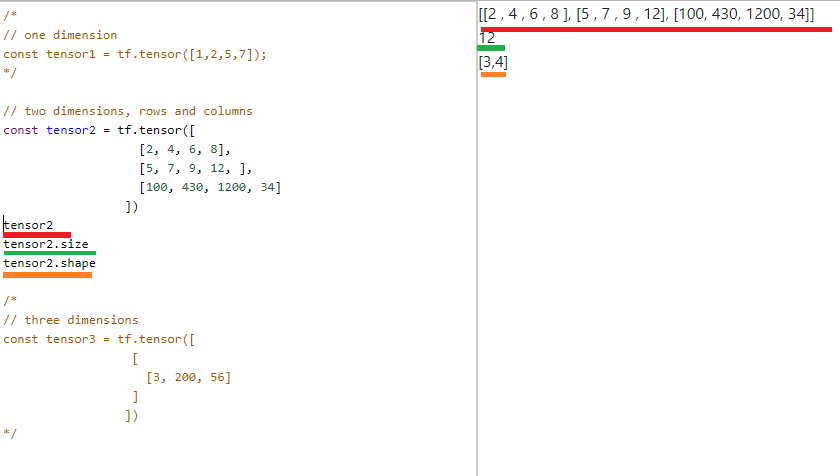 /*
// one dimension
const tensor1 = tf.tensor([1,2,5,7]);
*/
// two dimensions, rows and columns
const tensor2 = tf.tensor([
[2, 4, 6, 8],
[5, 7, 9, 12, ],
[100, 430, 1200, 34]
])
tensor2
tensor2.size
tensor2.shape
/*
// three dimensions
const tensor3 = tf.tensor([
[
[3, 200, 56]
]
])
*/
[[2 , 4 , 6 , 8 ], [5 , 7 , 9 , 12], [100, 430, 1200, 34]]
12
[3,4]